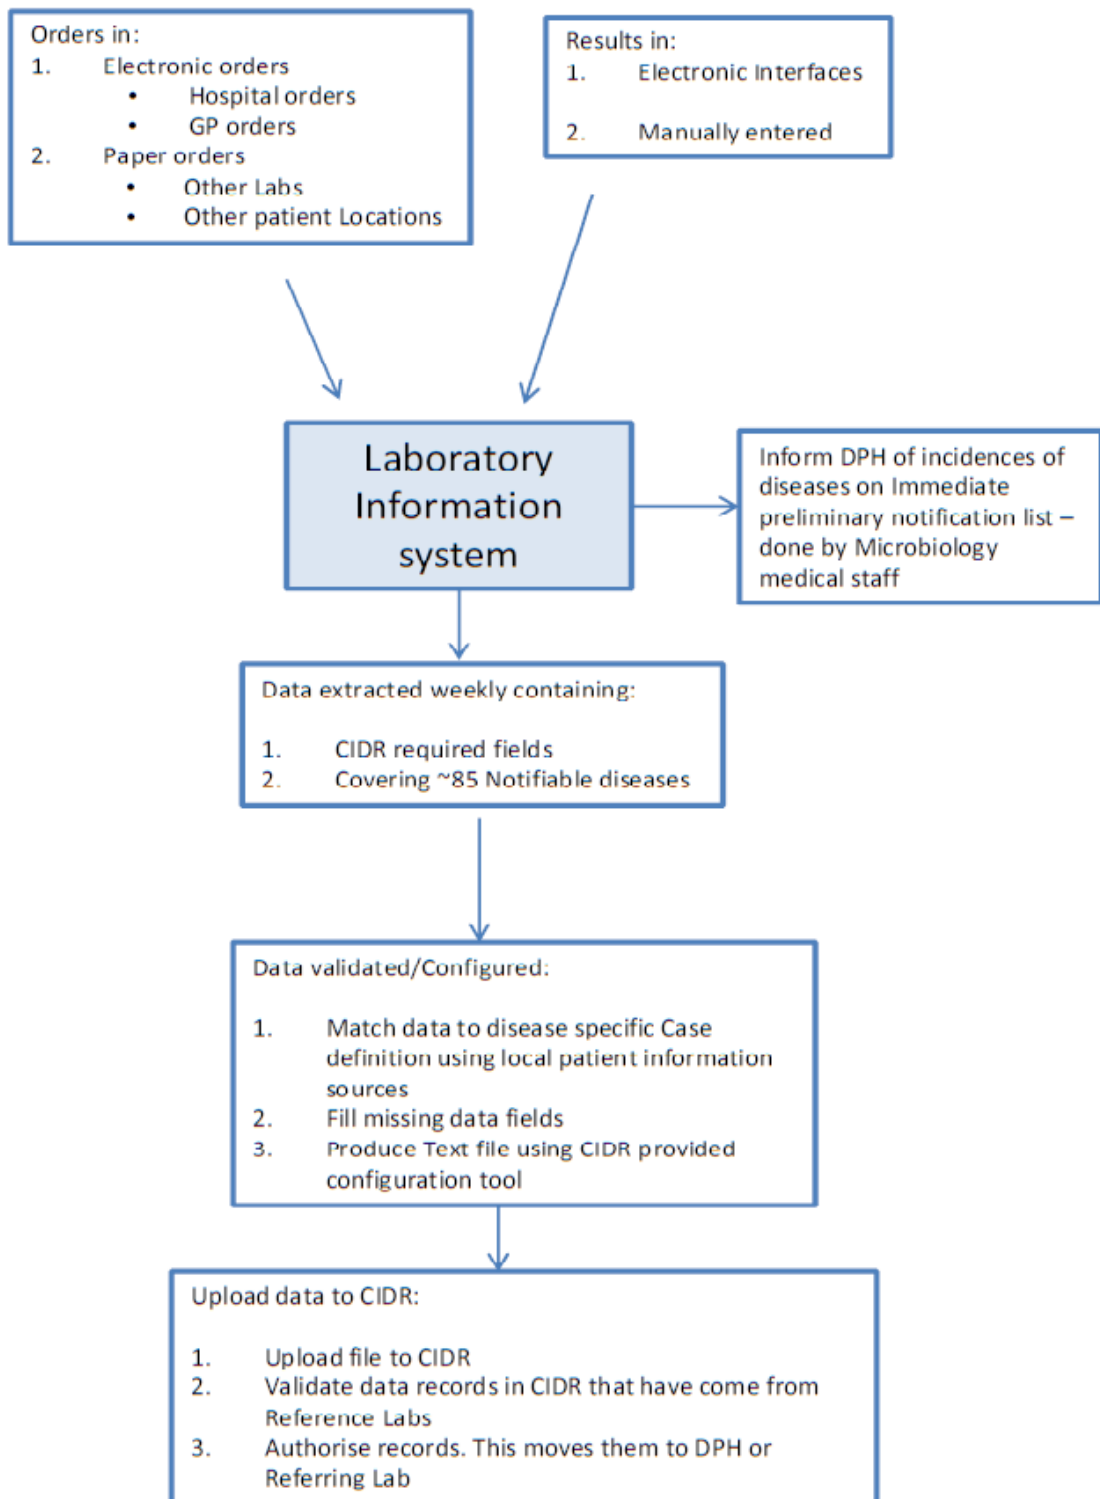 Orders in:
1. Electronic orders
• Hospital orders
• GP orders
2. Paper orders
• Other Labs
• Other patient Locations
Results in:
1. Electronic Interfaces
2. Manually entered
Laboratory
Information
system
Inform DPH of incidences of
diseases on Immediate
preliminary notification list –
done by Microbiology
medical staff
Data extracted weekly containing:
1. CIDR required fields
2. Covering ~85 Notifiable diseases
Data validated/Configured:
1. Match data to disease specific Case
definition using local patient information
sources
2. Fill missing data fields
3. Produce Text file using CIDR provided
configuration tool
Upload data to CIDR:
1. Upload file to CIDR
2. Validate data records in CIDR that have come from
Reference Labs
3. Authorise records. This moves them to DPH or
Referring Lab